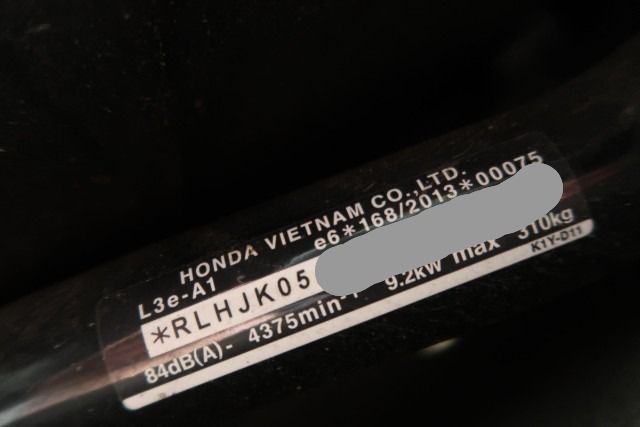 HONDA VIETNAM CO.,LTD.
L3e-A1 e6*168/2013*00075
*RLHJK05
84dB(A)- 4375min-1 9.2kw max 310kg
K1Y-D11